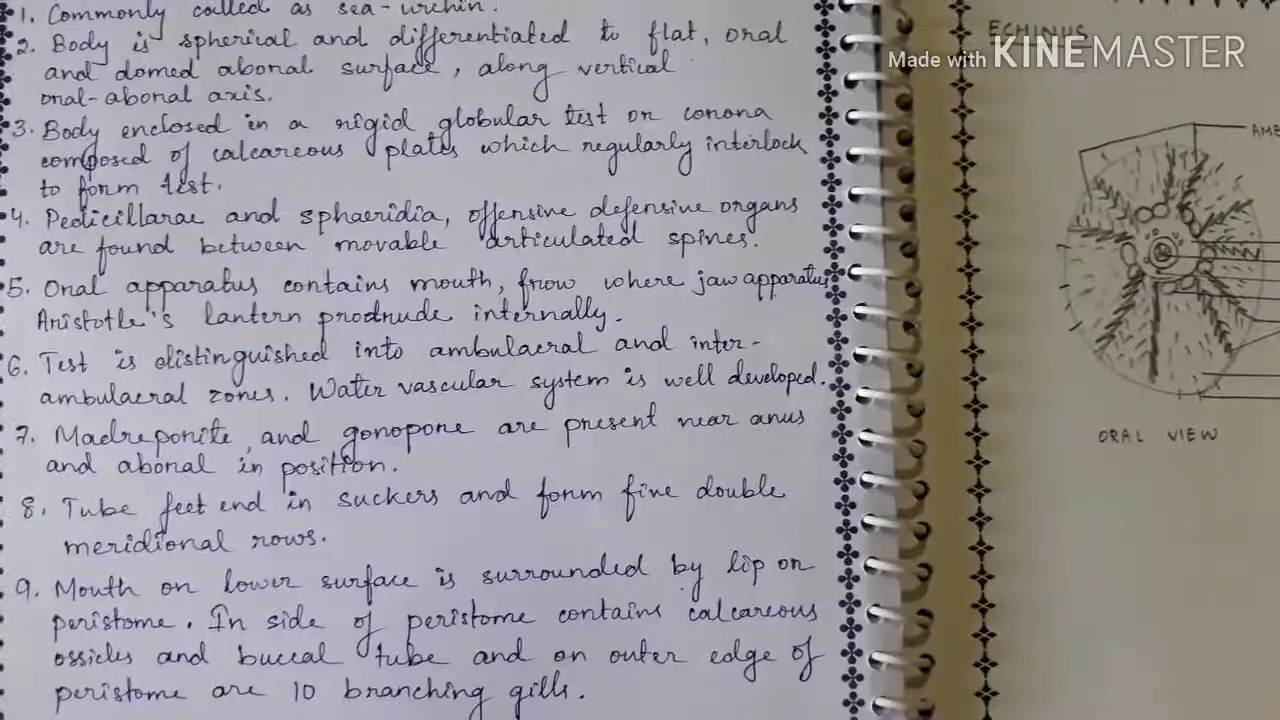 1. Commonly called as sea-urchin.
2. Body is spherical and differentiated to flat, oral
and domed aboral surface, along vertical
oral-aboral axis.
3. Body enclosed in a rigid globular test or corona
composed of calcareous plates which regularly interlock
to form test.
4. Pedicillarae and sphaeridia, offensive defensive organs
are found between movable articulated spines.
5. Oral apparatus contains mouth, from where jaw apparatus
Aristotle's lantern protrude internally.
6. Test is distinguished into ambulacral and inter-
ambulacral zones. Water vascular system is well developed.
7. Madreporite, and gonopore are present near anus
and aboral in position.
8. Tube feet end in suckers and form five double
meridional rows.
9. Mouth on lower surface is surrounded by lip or
peristome. In side of peristome contains calcareous
ossicles and buccal tube and on outer edge of
peristome are 10 branching gills.
ECHINUS
Made with KINEMASTER
AMB
ORAL VIEW